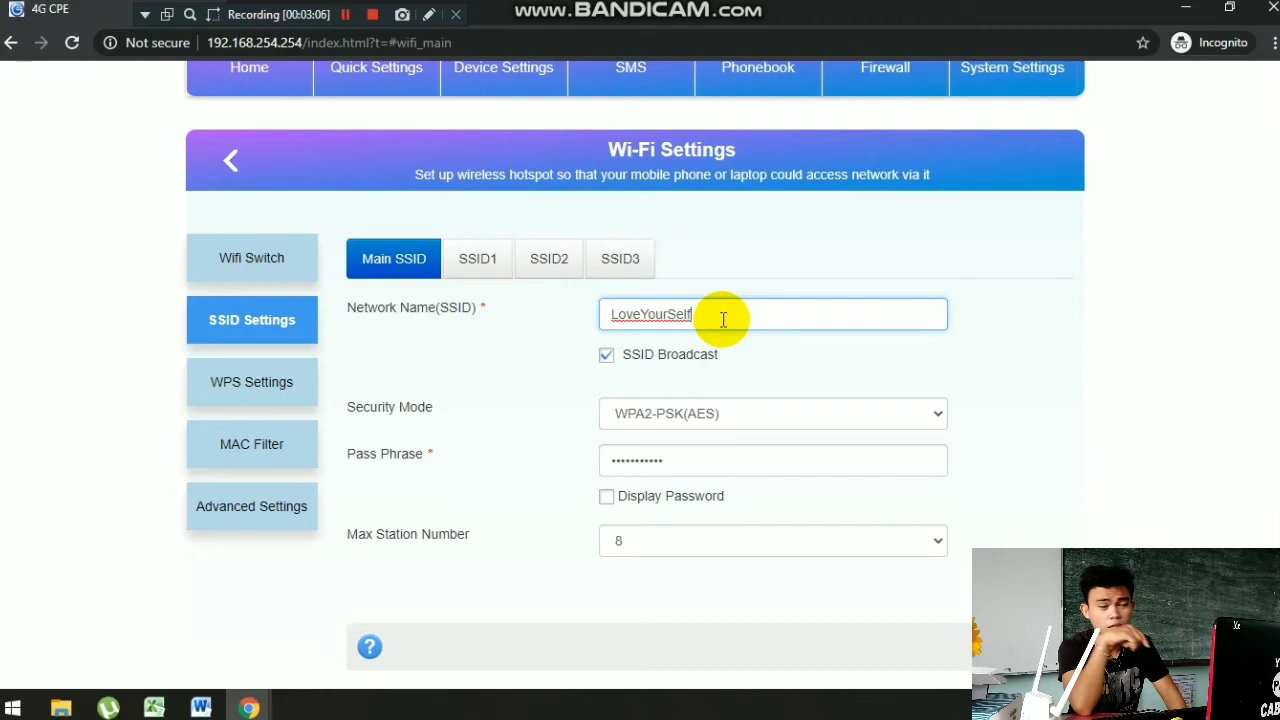 4G CPE
Recording [00:03:06]
www.BANDICAM.com
Not secure
192.168.254.254/index.html?t=#wifi_main
Incognito
Home
Quick Settings
Device Settings
SMS
Phonebook
Firewall
System Settings
Wi-Fi Settings
Set up wireless hotspot so that your mobile phone or laptop could access network via it
Wifi Switch
SSID Settings
WPS Settings
MAC Filter
Advanced Settings
Main SSID
SSID1
SSID2
SSID3
Network Name(SSID) *
LoveYourSelf
SSID Broadcast
Security Mode
WPA2-PSK(AES)
Pass Phrase *
•••••••••••
Display Password
Max Station Number
8
?